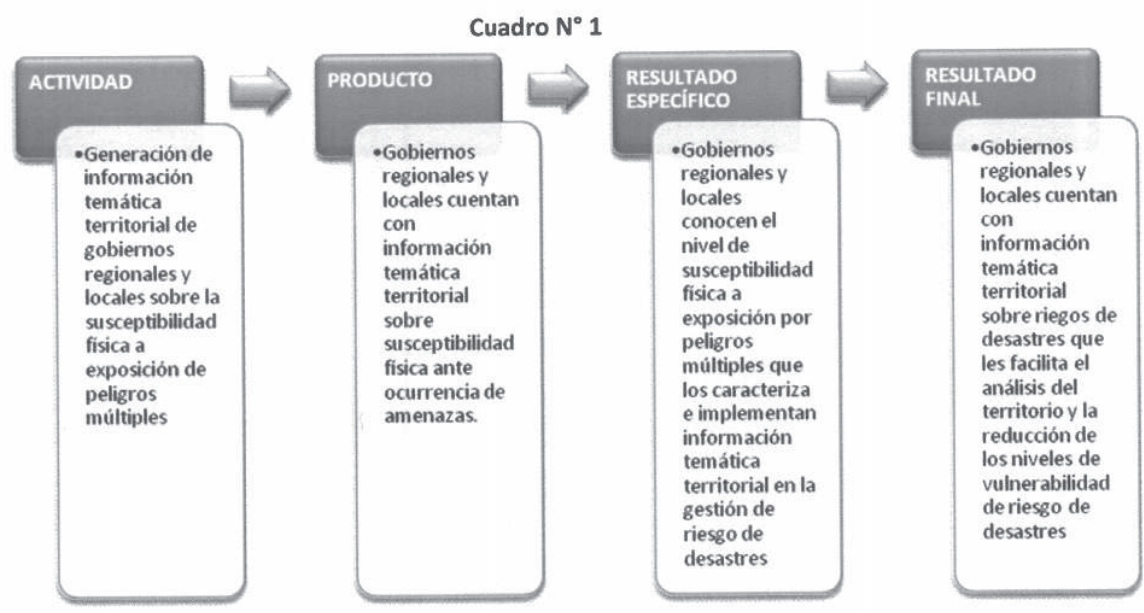 Cuadro N° 1
ACTIVIDAD
•Generación de
información
temática
territorial de
gobiernos
regionales y
locales sobre la
susceptibilidad
física a
exposición de
peligros
múltiples
PRODUCTO
•Gobiernos
regionales y
locales cuentan
con
información
temática
territorial
sobre
susceptibilidad
física ante
ocurrencia de
amenazas.
RESULTADO
ESPECÍFICO
•Gobiernos
regionales y
locales
conocen el
nivel de
susceptibilidad
física a
exposición por
peligros
múltiples que
los caracteriza
e implementan
información
temática
territorial en la
gestión de
riesgo de
desastres
RESULTADO
FINAL
•Gobiernos
regionales y
locales cuentan
con
información
temática
territorial
sobre riegos de
desastres que
les facilita el
análisis del
territorio y la
reducción de
los niveles de
vulnerabilidad
de riesgo de
desastres